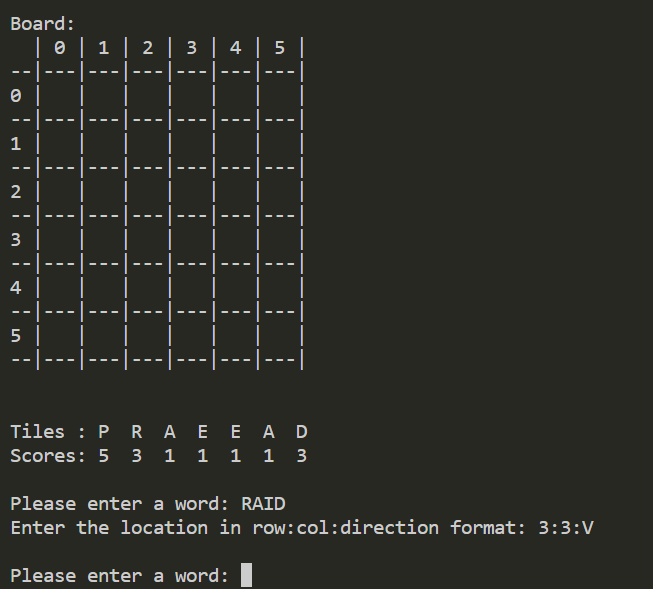 Board:
  | 0 | 1 | 2 | 3 | 4 | 5 |
--|---|---|---|---|---|---|
0 |   |   |   |   |   |   |
--|---|---|---|---|---|---|
1 |   |   |   |   |   |   |
--|---|---|---|---|---|---|
2 |   |   |   |   |   |   |
--|---|---|---|---|---|---|
3 |   |   |   |   |   |   |
--|---|---|---|---|---|---|
4 |   |   |   |   |   |   |
--|---|---|---|---|---|---|
5 |   |   |   |   |   |   |
--|---|---|---|---|---|---|
Tiles : P  R  A  E  E  A  D
Scores: 5  3  1  1  1  1  3
Please enter a word: RAID
Enter the location in row:col:direction format: 3:3:V
Please enter a word: